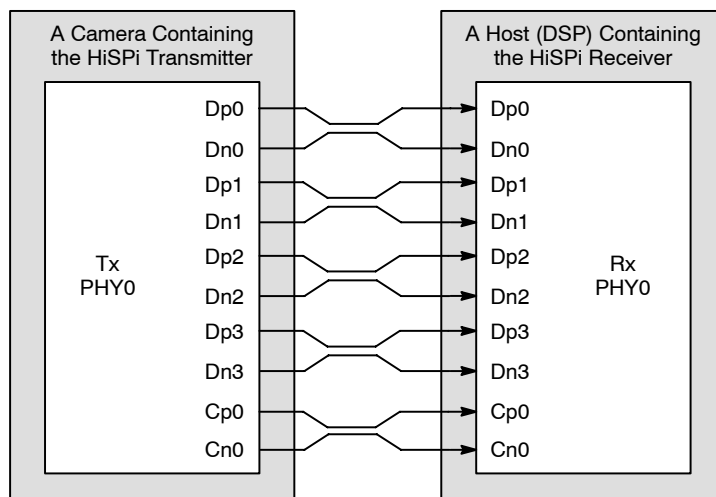 A Camera Containing
the HiSPi Transmitter
Tx
PHY0
Dp0
Dn0
Dp1
Dn1
Dp2
Dn2
Dp3
Dn3
Cp0
Cn0
A Host (DSP) Containing
the HiSPi Receiver
Dp0
Dn0
Dp1
Dn1
Dp2
Dn2
Dp3
Dn3
Cp0
Cn0
Rx
PHY0